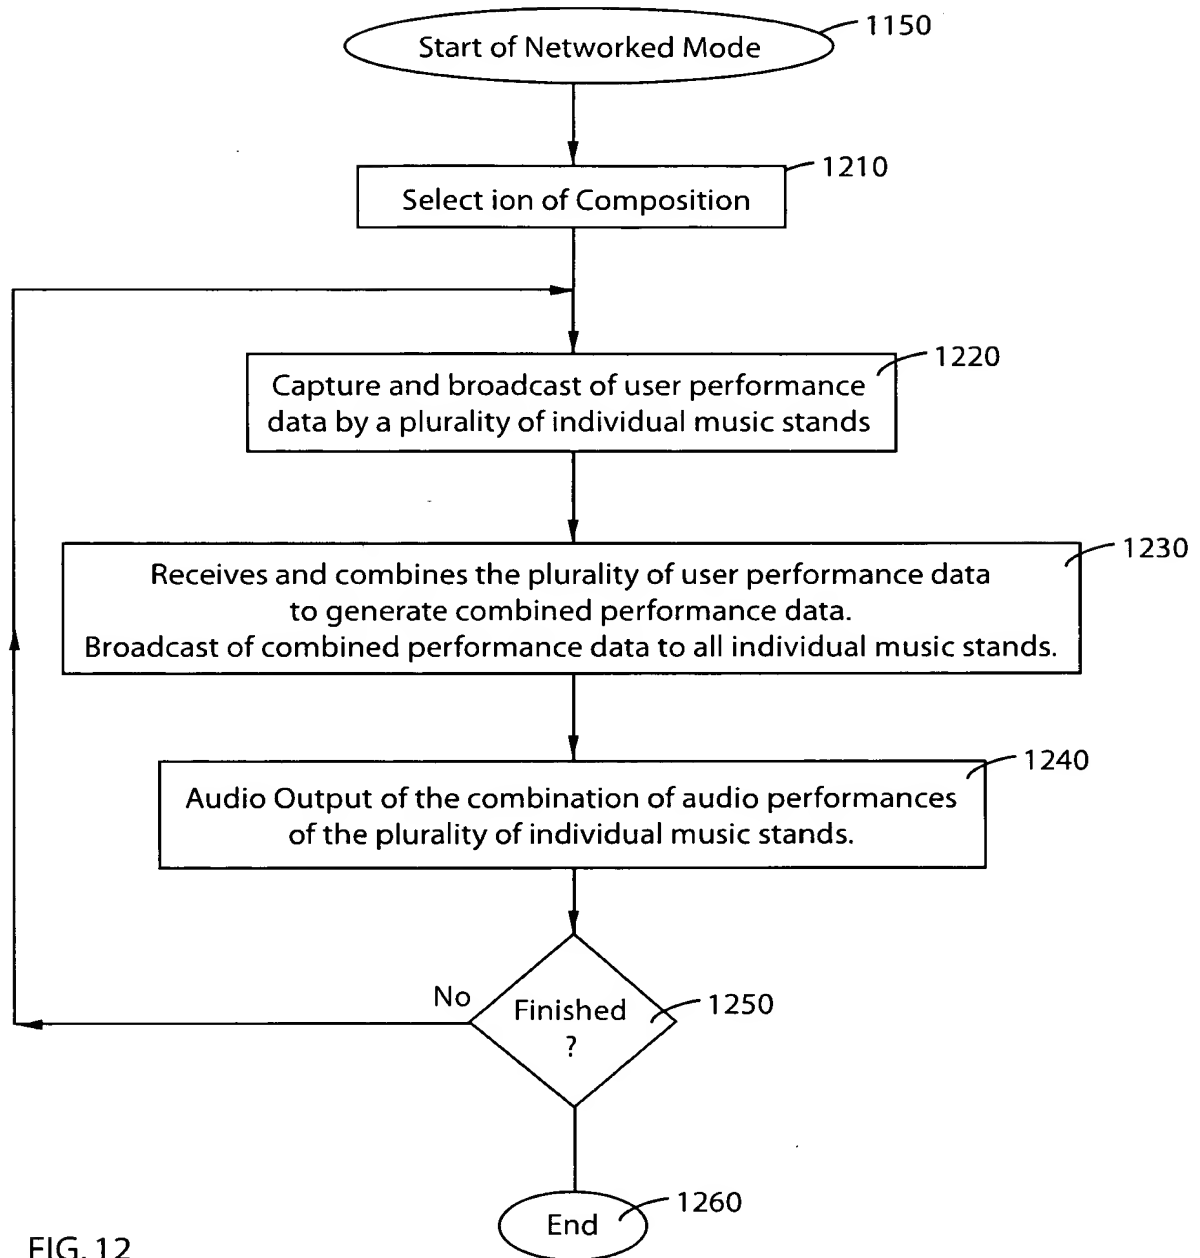 Start of Networked Mode
1150
1210
Select ion of Composition
1220
Capture and broadcast of user performance
data by a plurality of individual music stands
1230
Receives and combines the plurality of user performance data
to generate combined performance data.
Broadcast of combined performance data to all individual music stands.
1240
Audio Output of the combination of audio performances
of the plurality of individual music stands.
No
Finished
?
1250
1260
End
FIG. 12